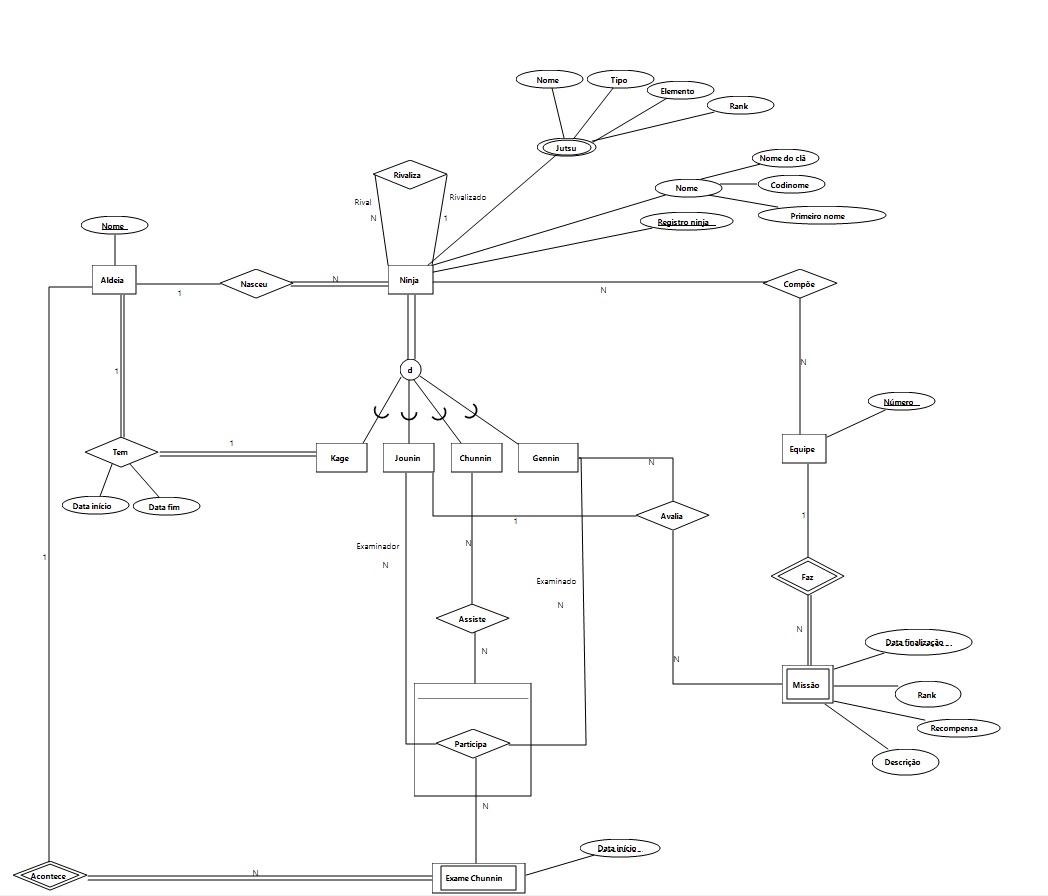 Nome
Tipo
Elemento
Rank
Jutsu
Nome do clã
Rivaliza
Nome
Codinome
Rival
Rivalizado
Primeiro nome
N
1
Registro ninja
Nome
Aldeia
Nasceu
N
Ninja
Compõe
1
N
N
1
d
Número
1
Tem
Kage
Jounin
Chunnin
Gennin
N
Equipe
Data início
Data fim
1
Avalia
1
Examinador
N
1
N
Examinado
Faz
N
Assiste
N
N
N
Data finalização
Missão
Rank
Recompensa
Participa
Descrição
N
Data início
Acontece
N
Exame Chunnin